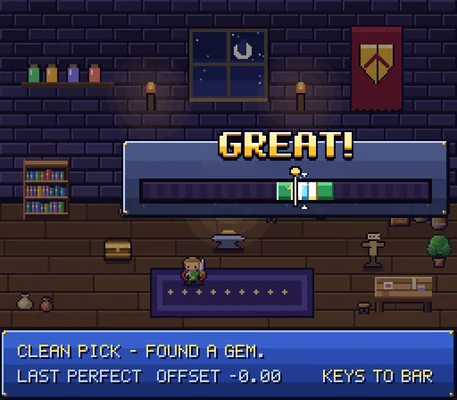 GREAT!
CLEAN PICK - FOUND A GEM.
LAST PERFECT OFFSET -0.00 KEYS TO BAR